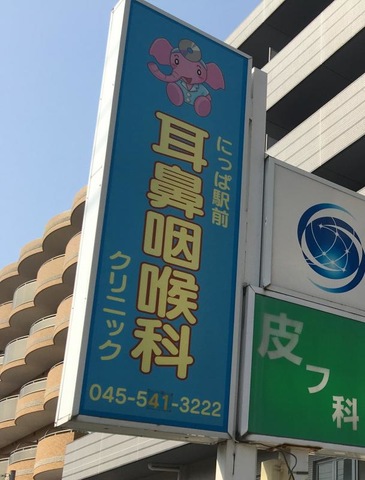 にっぱ駅前
耳鼻咽喉科
クリニック
045-541-3222
皮フ科